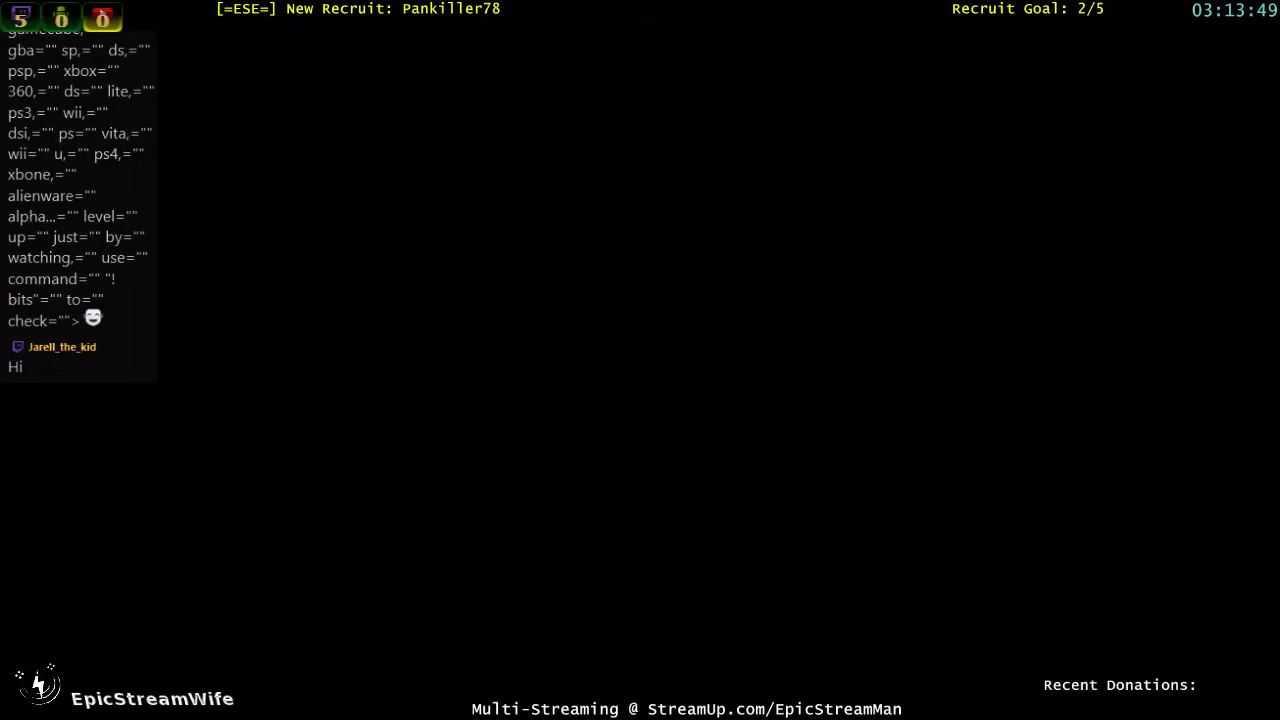 [=ESE=] New Recruit: Pankiller78
Recruit Goal: 2/5
03:13:49
5 0 0
gamecube,
gba="" sp,="" ds,=""
psp,="" xbox=""
360,="" ds="" lite,=""
ps3,="" wii,=""
dsi,="" ps="" vita,=""
wii="" u,="" ps4,=""
xbone,=""
alienware=""
alpha...="" level=""
up="" just="" by=""
watching,="" use=""
command="" "!
bits"="" to=""
check="">
Jarell_the_kid
Hi
EpicStreamWife
Recent Donations:
Multi-Streaming @ StreamUp.com/EpicStreamMan